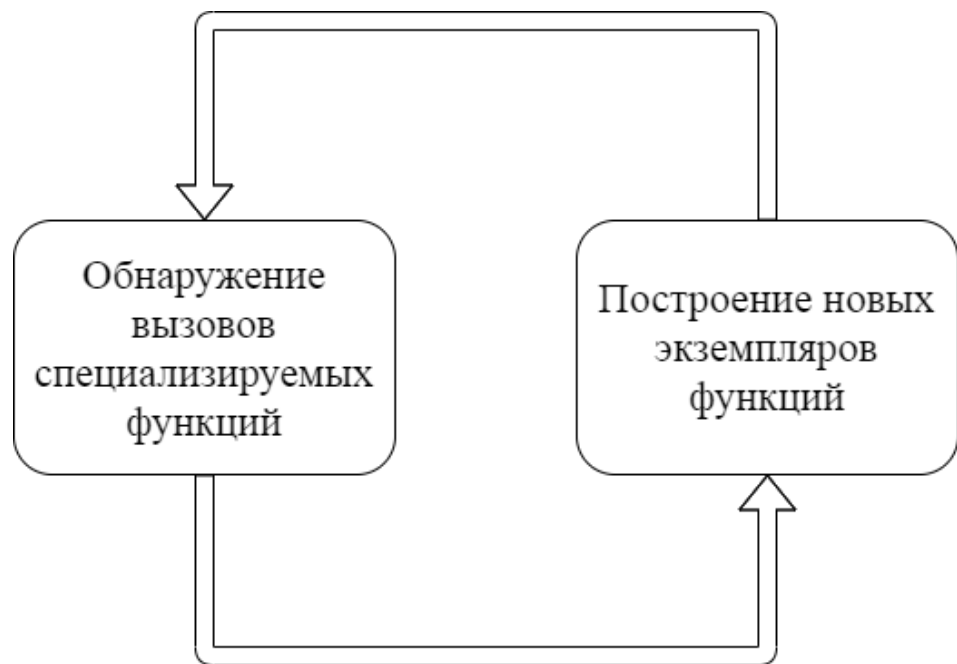 Обнаружение
вызовов
специализируемых
функций
Построение новых
экземпляров
функций